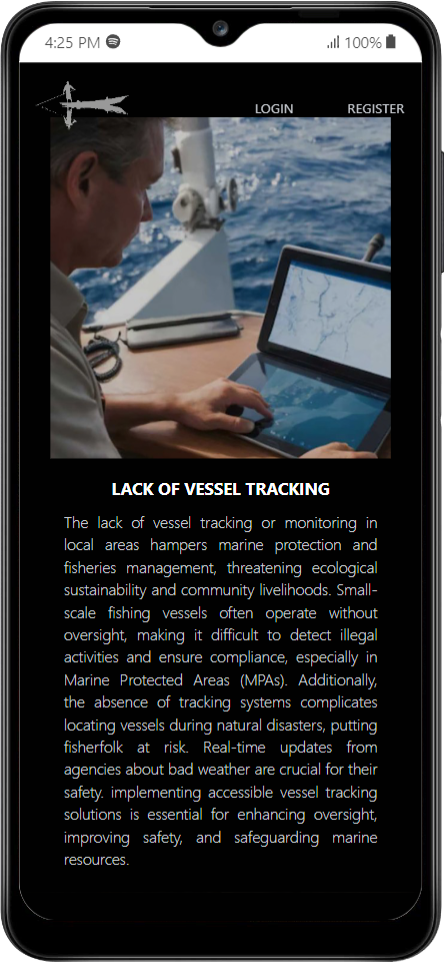 4:25 PM
100%
LOGIN REGISTER
LACK OF VESSEL TRACKING
The lack of vessel tracking or monitoring in
local areas hampers marine protection and
fisheries management, threatening ecological
sustainability and community livelihoods. Small-
scale fishing vessels often operate without
oversight, making it difficult to detect illegal
activities and ensure compliance, especially in
Marine Protected Areas (MPAs). Additionally,
the absence of tracking systems complicates
locating vessels during natural disasters, putting
fisherfolk at risk. Real-time updates from
agencies about bad weather are crucial for their
safety. implementing accessible vessel tracking
solutions is essential for enhancing oversight,
improving safety, and safeguarding marine
resources.